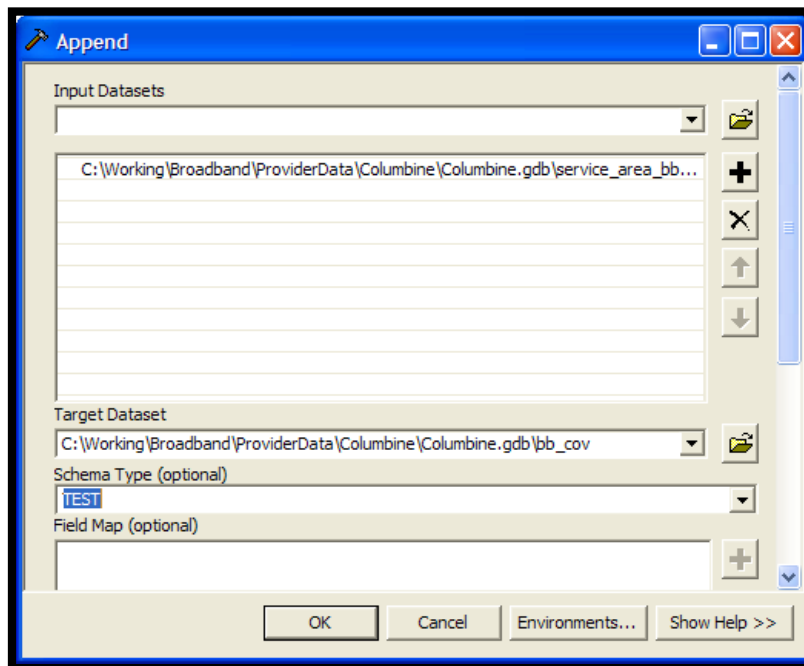 Append
Input Datasets
C:\Working\Broadband\ProviderData\Columbine\Columbine.gdb\service_area_bb...
Target Dataset
C:\Working\Broadband\ProviderData\Columbine\Columbine.gdb\bb_cov
Schema Type (optional)
TEST
Field Map (optional)
OK Cancel Environments... Show Help >>